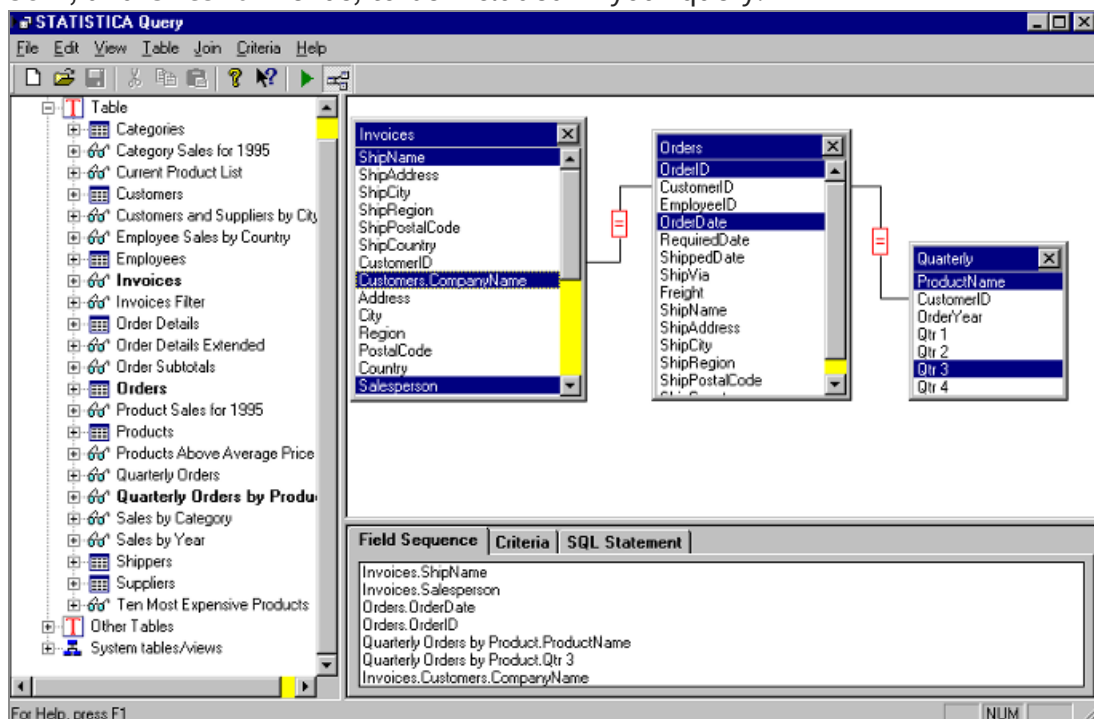 STATISTICA Query
File Edit View Table Join Criteria Help
Table
Categories
Category Sales for 1995
Current Product List
Customers
Customers and Suppliers by City
Employee Sales by Country
Employees
Invoices
Invoices Filter
Order Details
Order Details Extended
Order Subtotals
Orders
Product Sales for 1995
Products
Products Above Average Price
Quarterly Orders
Quarterly Orders by Produ
Sales by Category
Sales by Year
Shippers
Suppliers
Ten Most Expensive Products
Other Tables
System tables/views
Invoices
ShipName
ShipAddress
ShipCity
ShipRegion
ShipPostalCode
ShipCountry
CustomerID
Customers.CompanyName
Address
City
Region
PostalCode
Country
Salesperson
=
Orders
OrderID
CustomerID
EmployeeID
OrderDate
RequiredDate
ShippedDate
ShipVia
Freight
ShipName
ShipAddress
ShipCity
ShipRegion
ShipPostalCode
=
Quarterly
ProductName
CustomerID
OrderYear
Qtr 1
Qtr 2
Qtr 3
Qtr 4
Field Sequence Criteria SQL Statement
Invoices.ShipName
Invoices.Salesperson
Orders.OrderDate
Orders.OrderID
Quarterly Orders by Product.ProductName
Quarterly Orders by Product.Qtr 3
Invoices.Customers.CompanyName
For Help, press F1
NUM